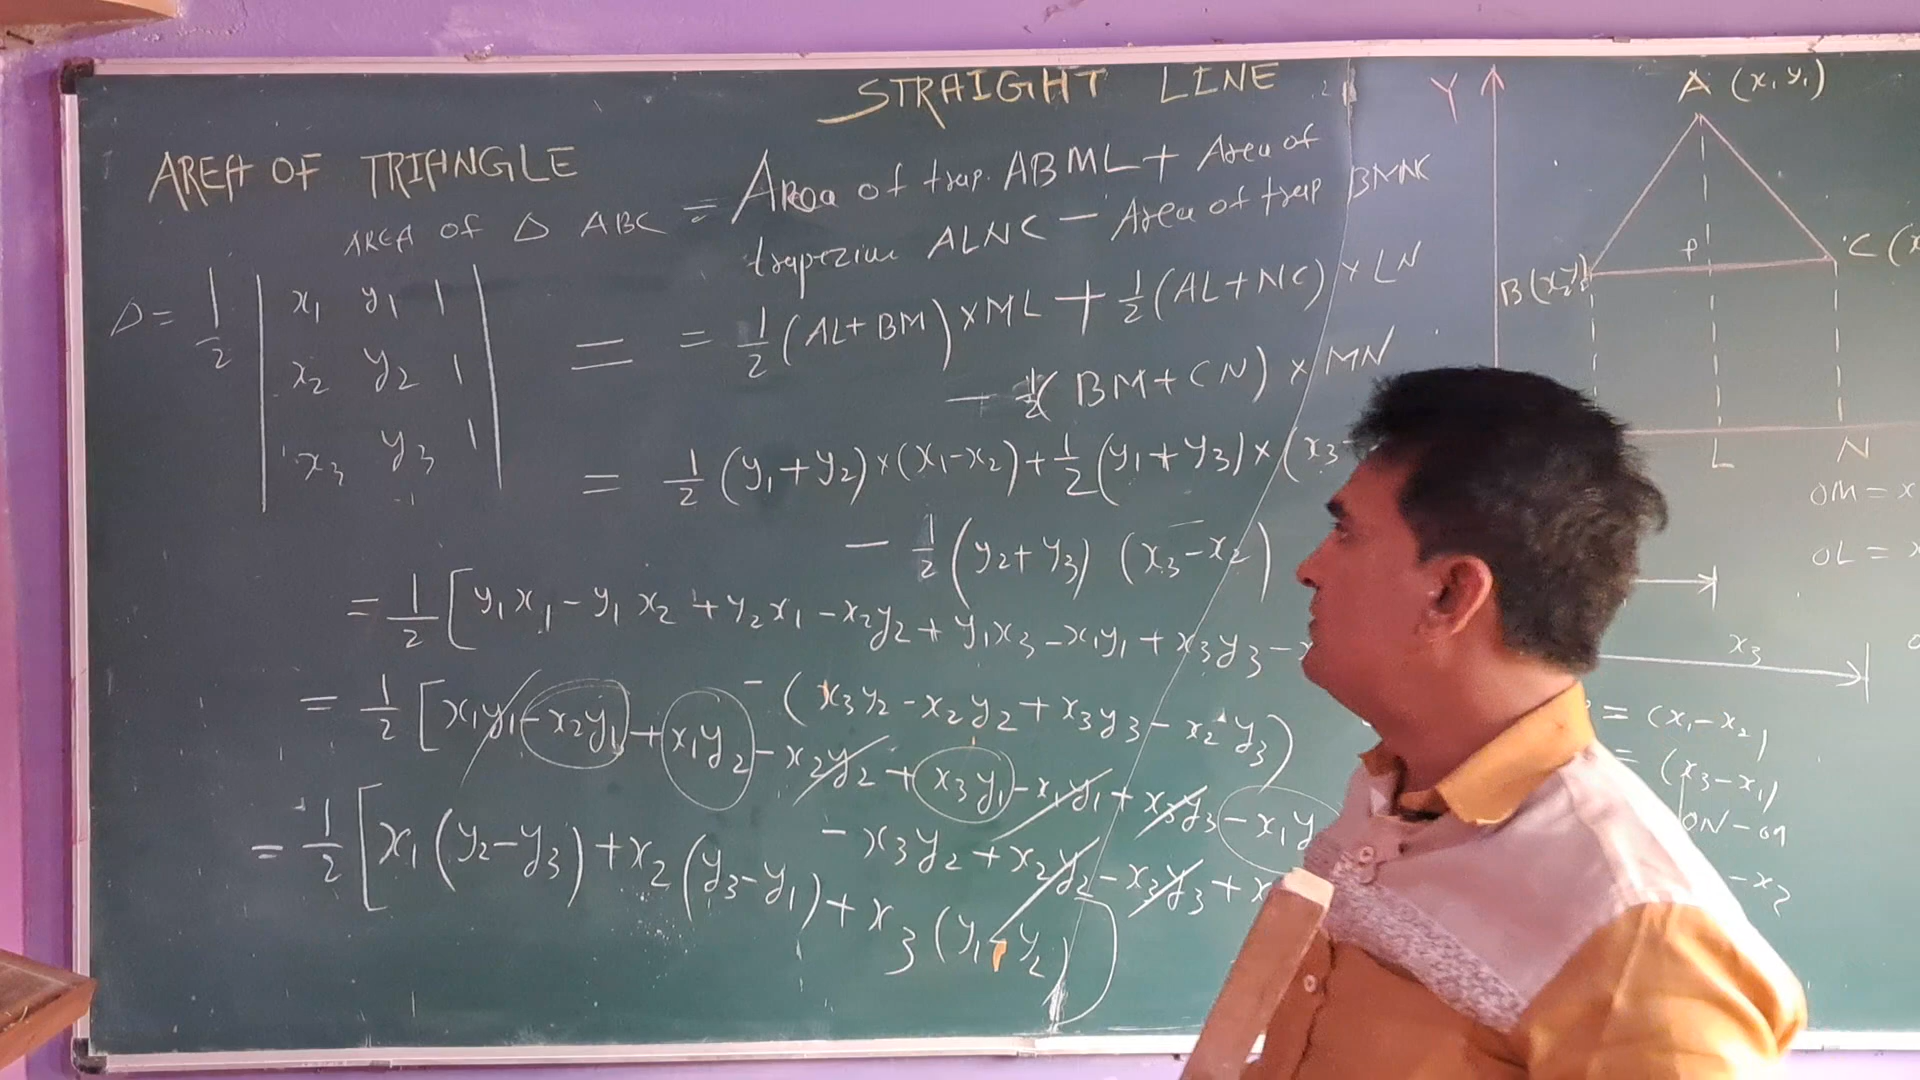 STRAIGHT LINE
AREA OF TRIANGLE
AREA OF Δ ABC = Area of trap. ABML + Area of
trapezium ALNC - Area of trap BMNC
Δ = 1/2 | x₁ y₁ 1
x₂ y₂ 1
x₃ y₃ 1 |
= = 1/2 (AL + BM) × ML + 1/2 (AL + NC) × LN
- 1/2 (BM + CN) × MN
= 1/2 (y₁ + y₂) × (x₁ - x₂) + 1/2 (y₁ + y₃) × (x₃
- 1/2 (y₂ + y₃) (x₃ - x₂)
= 1/2 [y₁x₁ - y₁x₂ + y₂x₁ - x₂y₂ + y₁x₃ - x₁y₁ + x₃y₃ -
- (x₃y₂ - x₂y₂ + x₃y₃ - x₂y₃)
= 1/2 [x₁y₁ - x₂y₁ + x₁y₂ - x₂y₂ + x₃y₁ - x₁y₁ + x₃y₃ - x₁y
- x₃y₂ + x₂y₂ - x₃y₃ + x
= 1/2 [x₁(y₂ - y₃) + x₂(y₃ - y₁) + x₃(y₁ - y₂)]
Y
A (x₁ y₁)
B (x₂ y₂)
P
C (x
L N
OM = x
OL = x
x₃
= (x₁ - x₂)
= (x₃ - x₁)
ON - OM
- x₂